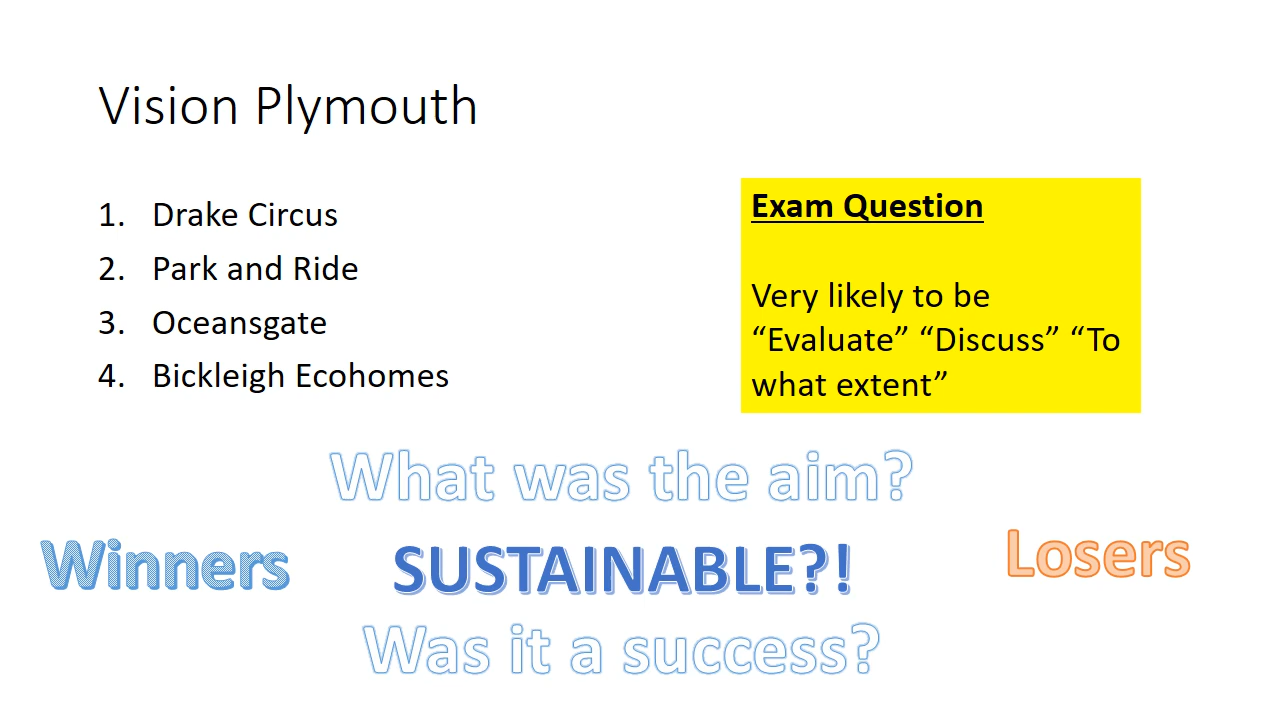 Vision Plymouth
1. Drake Circus
2. Park and Ride
3. Oceansgate
4. Bickleigh Ecohomes
Exam Question
Very likely to be
“Evaluate” “Discuss” “To
what extent”
What was the aim?
Winners
SUSTAINABLE?!
Losers
Was it a success?